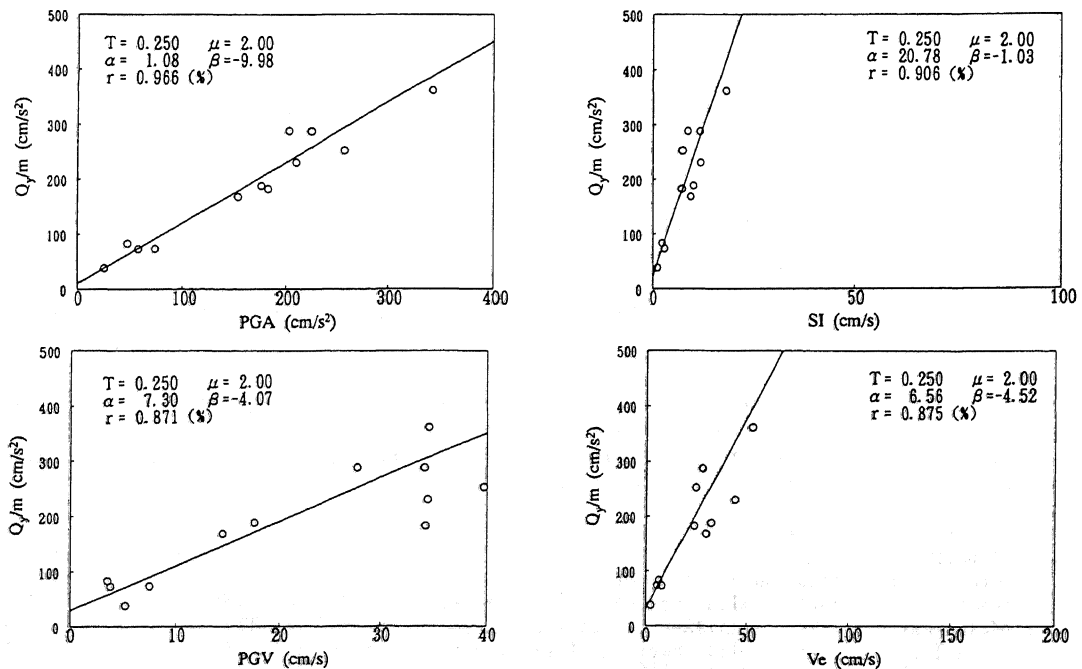 500
400
300
200
100
0
Q_y/m (cm/s²)
T = 0.250 μ = 2.00
α = 1.08 β =-9.98
r = 0.966 (%)
0 100 200 300 400
PGA (cm/s²)
500
400
300
200
100
0
Q_y/m (cm/s²)
T = 0.250 μ = 2.00
α = 20.78 β =-1.03
r = 0.906 (%)
0 50 100
SI (cm/s)
500
400
300
200
100
0
Q_y/m (cm/s²)
T = 0.250 μ = 2.00
α = 7.30 β =-4.07
r = 0.871 (%)
0 10 20 30 40
PGV (cm/s)
500
400
300
200
100
0
Q_y/m (cm/s²)
T = 0.250 μ = 2.00
α = 6.56 β =-4.52
r = 0.875 (%)
0 50 100 150 200
Ve (cm/s)